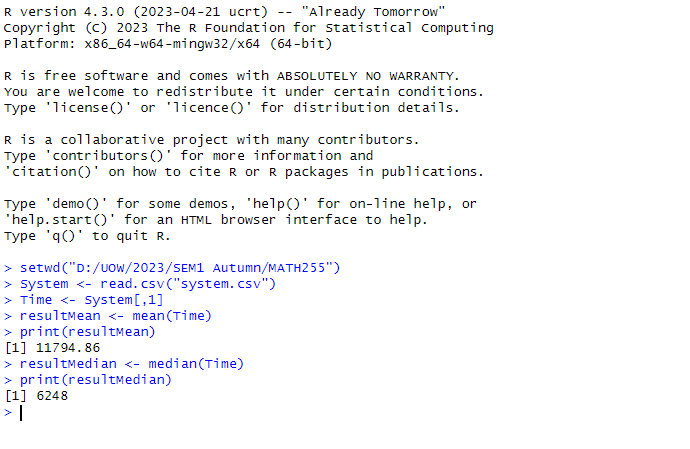 R version 4.3.0 (2023-04-21 ucrt) -- "Already Tomorrow"
Copyright (C) 2023 The R Foundation for Statistical Computing
Platform: x86_64-w64-mingw32/x64 (64-bit)
R is free software and comes with ABSOLUTELY NO WARRANTY.
You are welcome to redistribute it under certain conditions.
Type 'license()' or 'licence()' for distribution details.
R is a collaborative project with many contributors.
Type 'contributors()' for more information and
'citation()' on how to cite R or R packages in publications.
Type 'demo()' for some demos, 'help()' for on-line help, or
'help.start()' for an HTML browser interface to help.
Type 'q()' to quit R.
> setwd("D:/UOW/2023/SEM1 Autumn/MATH255")
> System <- read.csv("system.csv")
> Time <- System[,1]
> resultMean <- mean(Time)
> print(resultMean)
[1] 11794.86
> resultMedian <- median(Time)
> print(resultMedian)
[1] 6248
>